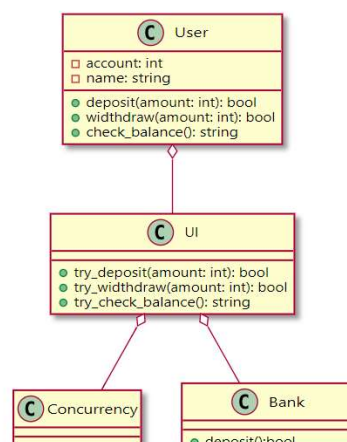 C User
account: int
name: string
deposit(amount: int): bool
widthdraw(amount: int): bool
check_balance(): string
C UI
try_deposit(amount: int): bool
try_widthdraw(amount: int): bool
try_check_balance(): string
C Concurrency
C Bank
deposit():bool